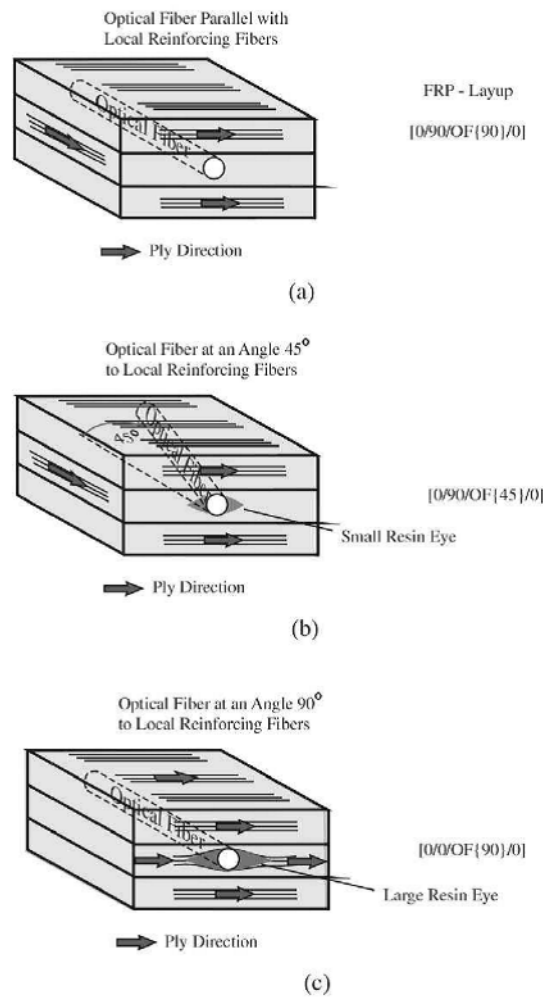 Optical Fiber Parallel with
Local Reinforcing Fibers
Optical Fiber
FRP - Layup
[0/90/OF{90}/0]
Ply Direction
(a)
Optical Fiber at an Angle 45°
to Local Reinforcing Fibers
Optical Fiber
45°
[0/90/OF{45}/0]
Small Resin Eye
Ply Direction
(b)
Optical Fiber at an Angle 90°
to Local Reinforcing Fibers
Optical Fiber
[0/0/OF{90}/0]
Large Resin Eye
Ply Direction
(c)